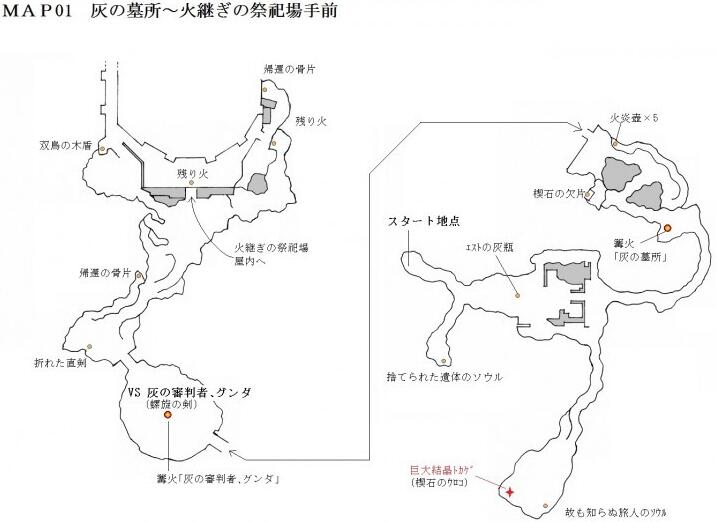 MAP01 灰の墓所～火継ぎの祭祀場手前
帰還の骨片
残り火
双鳥の木盾
残り火
火継ぎの祭祀場
屋内へ
帰還の骨片
折れた直剣
VS 灰の審判者､グンダ
(螺旋の剣)
篝火「灰の審判者､グンダ」
火炎壺×5
楔石の欠片
スタート地点
ｴｽﾄの灰瓶
篝火
「灰の墓所」
捨てられた遺体のソウル
巨大結晶ﾄｶｹﾞ
(楔石のｳﾛｺ)
故も知らぬ旅人のｿｳﾙ